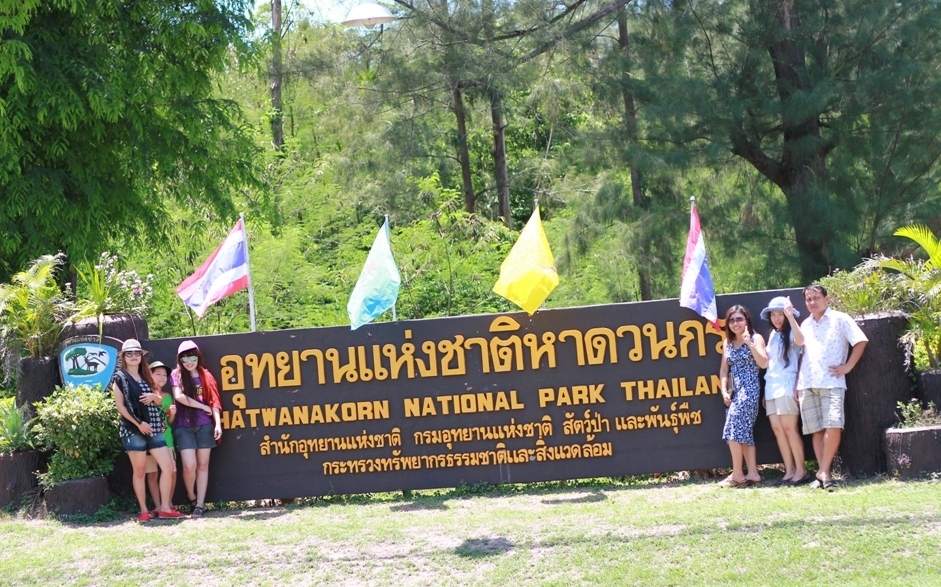 อุทยานแห่งชาติหาดวนกร
HATWANAKORN NATIONAL PARK THAILAN
สำนักอุทยานแห่งชาติ กรมอุทยานแห่งชาติ สัตว์ป่า และพันธุ์พืช
กระทรวงทรัพยากรธรรมชาติและสิ่งแวดล้อม